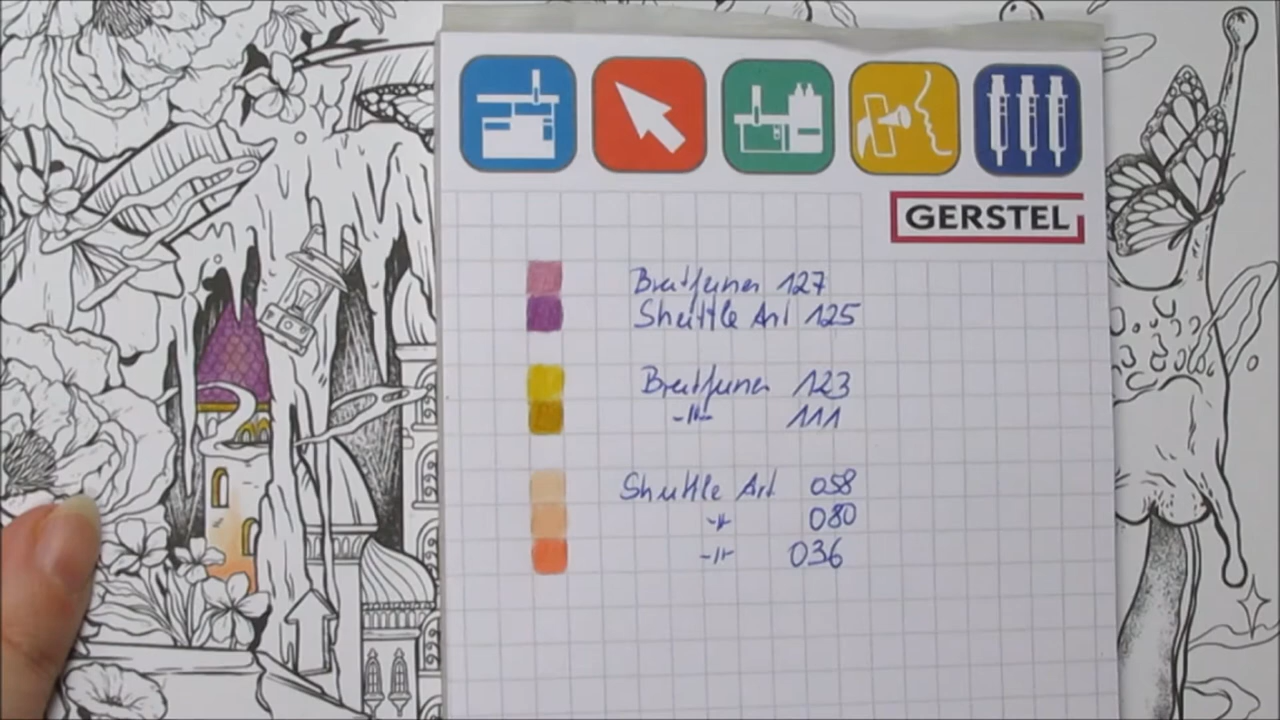 GERSTEL
Brutfuner 127
Shuttle Art 125
Brutfuner 123
-"- 111
Shuttle Art 058
-"- 080
-"- 036